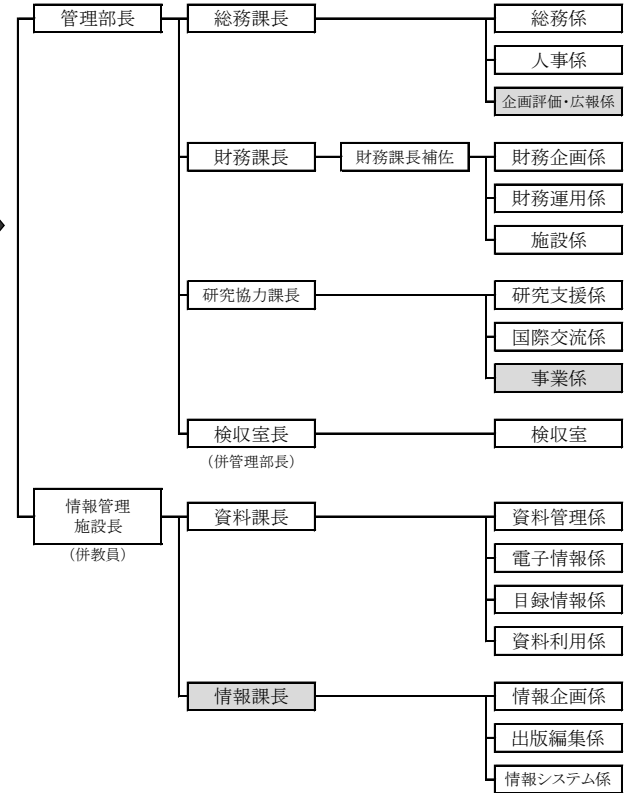 管理部長
総務課長
総務係
人事係
企画評価・広報係
財務課長
財務課長補佐
財務企画係
財務運用係
施設係
研究協力課長
研究支援係
国際交流係
事業係
検収室長
(併管理部長)
検収室
情報管理
施設長
(併教員)
資料課長
資料管理係
電子情報係
目録情報係
資料利用係
情報課長
情報企画係
出版編集係
情報システム係